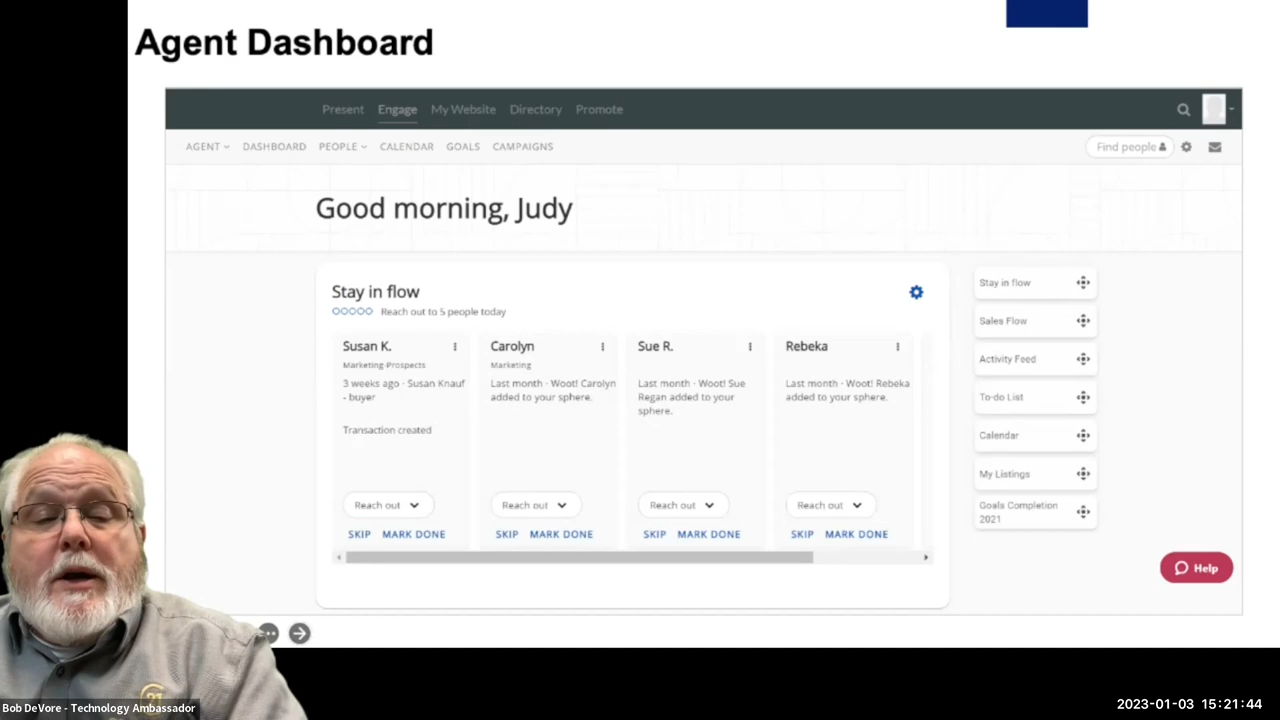 Agent Dashboard
Present Engage My Website Directory Promote
AGENT DASHBOARD PEOPLE CALENDAR GOALS CAMPAIGNS Find people
Good morning, Judy
Stay in flow
Reach out to 5 people today
Susan K.
Marketing-Prospects
3 weeks ago · Susan Knauf
- buyer
Transaction created
Reach out
SKIP MARK DONE
Carolyn
Marketing
Last month · Woot! Carolyn
added to your sphere.
Reach out
SKIP MARK DONE
Sue R.
Last month · Woot! Sue
Regan added to your
sphere.
Reach out
SKIP MARK DONE
Rebeka
Last month · Woot! Rebeka
added to your sphere.
Reach out
SKIP MARK DONE
Stay in flow
Sales Flow
Activity Feed
To-do List
Calendar
My Listings
Goals Completion
2021
Help
C21
Bob DeVore - Technology Ambassador
2023-01-03 15:21:44